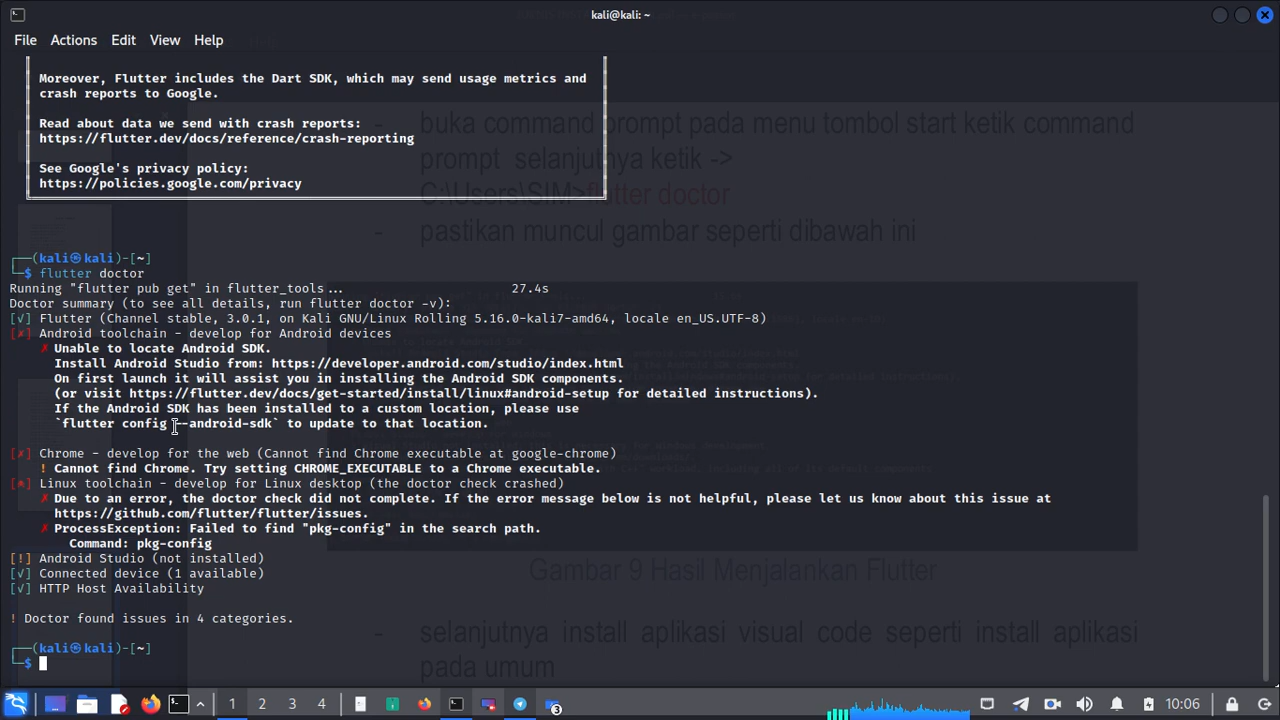 kali@kali: ~
File Actions Edit View Help
Moreover, Flutter includes the Dart SDK, which may send usage metrics and
crash reports to Google.
Read about data we send with crash reports:
https://flutter.dev/docs/reference/crash-reporting
See Google's privacy policy:
https://policies.google.com/privacy
- buka command prompt pada menu tombol start ketik command
prompt selanjutnya ketik ->
C:\Users\SIM>flutter doctor
- pastikan muncul gambar seperti dibawah ini
┌──(kali㉿kali)-[~]
└─$ flutter doctor
Running "flutter pub get" in flutter_tools... 27.4s
Doctor summary (to see all details, run flutter doctor -v):
[√] Flutter (Channel stable, 3.0.1, on Kali GNU/Linux Rolling 5.16.0-kali7-amd64, locale en_US.UTF-8)
[✗] Android toolchain - develop for Android devices
✗ Unable to locate Android SDK.
Install Android Studio from: https://developer.android.com/studio/index.html
On first launch it will assist you in installing the Android SDK components.
(or visit https://flutter.dev/docs/get-started/install/linux#android-setup for detailed instructions).
If the Android SDK has been installed to a custom location, please use
`flutter config --android-sdk` to update to that location.
[✗] Chrome - develop for the web (Cannot find Chrome executable at google-chrome)
! Cannot find Chrome. Try setting CHROME_EXECUTABLE to a Chrome executable.
[☠] Linux toolchain - develop for Linux desktop (the doctor check crashed)
✗ Due to an error, the doctor check did not complete. If the error message below is not helpful, please let us know about this issue at
https://github.com/flutter/flutter/issues.
✗ ProcessException: Failed to find "pkg-config" in the search path.
Command: pkg-config
[!] Android Studio (not installed)
[√] Connected device (1 available)
[√] HTTP Host Availability
! Doctor found issues in 4 categories.
┌──(kali㉿kali)-[~]
└─$
Gambar 9 Hasil Menjalankan Flutter
- selanjutnya install aplikasi visual code seperti install aplikasi
pada umum
1 2 3 4
3
10:06